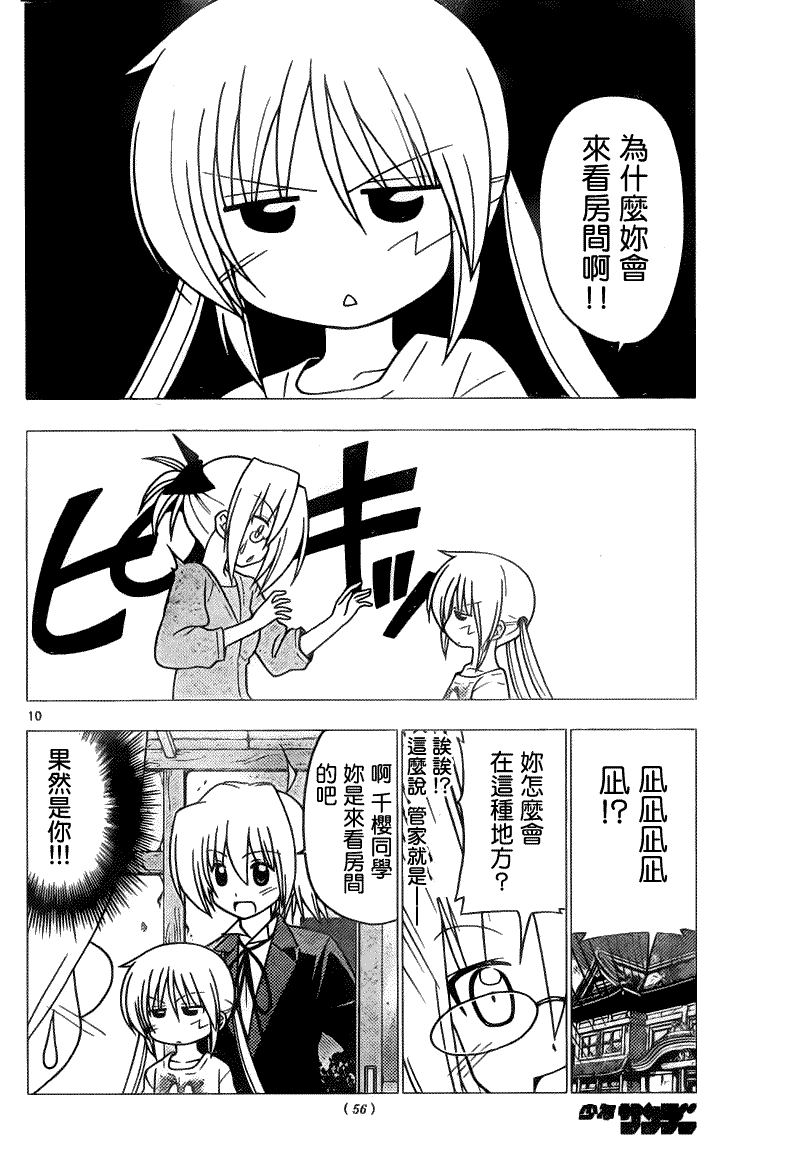 為什麼妳會
來看房間啊!!
ビキッ
10
凪凪凪凪
凪!?
妳怎麼會
在這種地方？
誒誒!?
這麼說 管家就是──
啊 千櫻同學
妳是來看房間
的吧
果然是你!!!
(56)